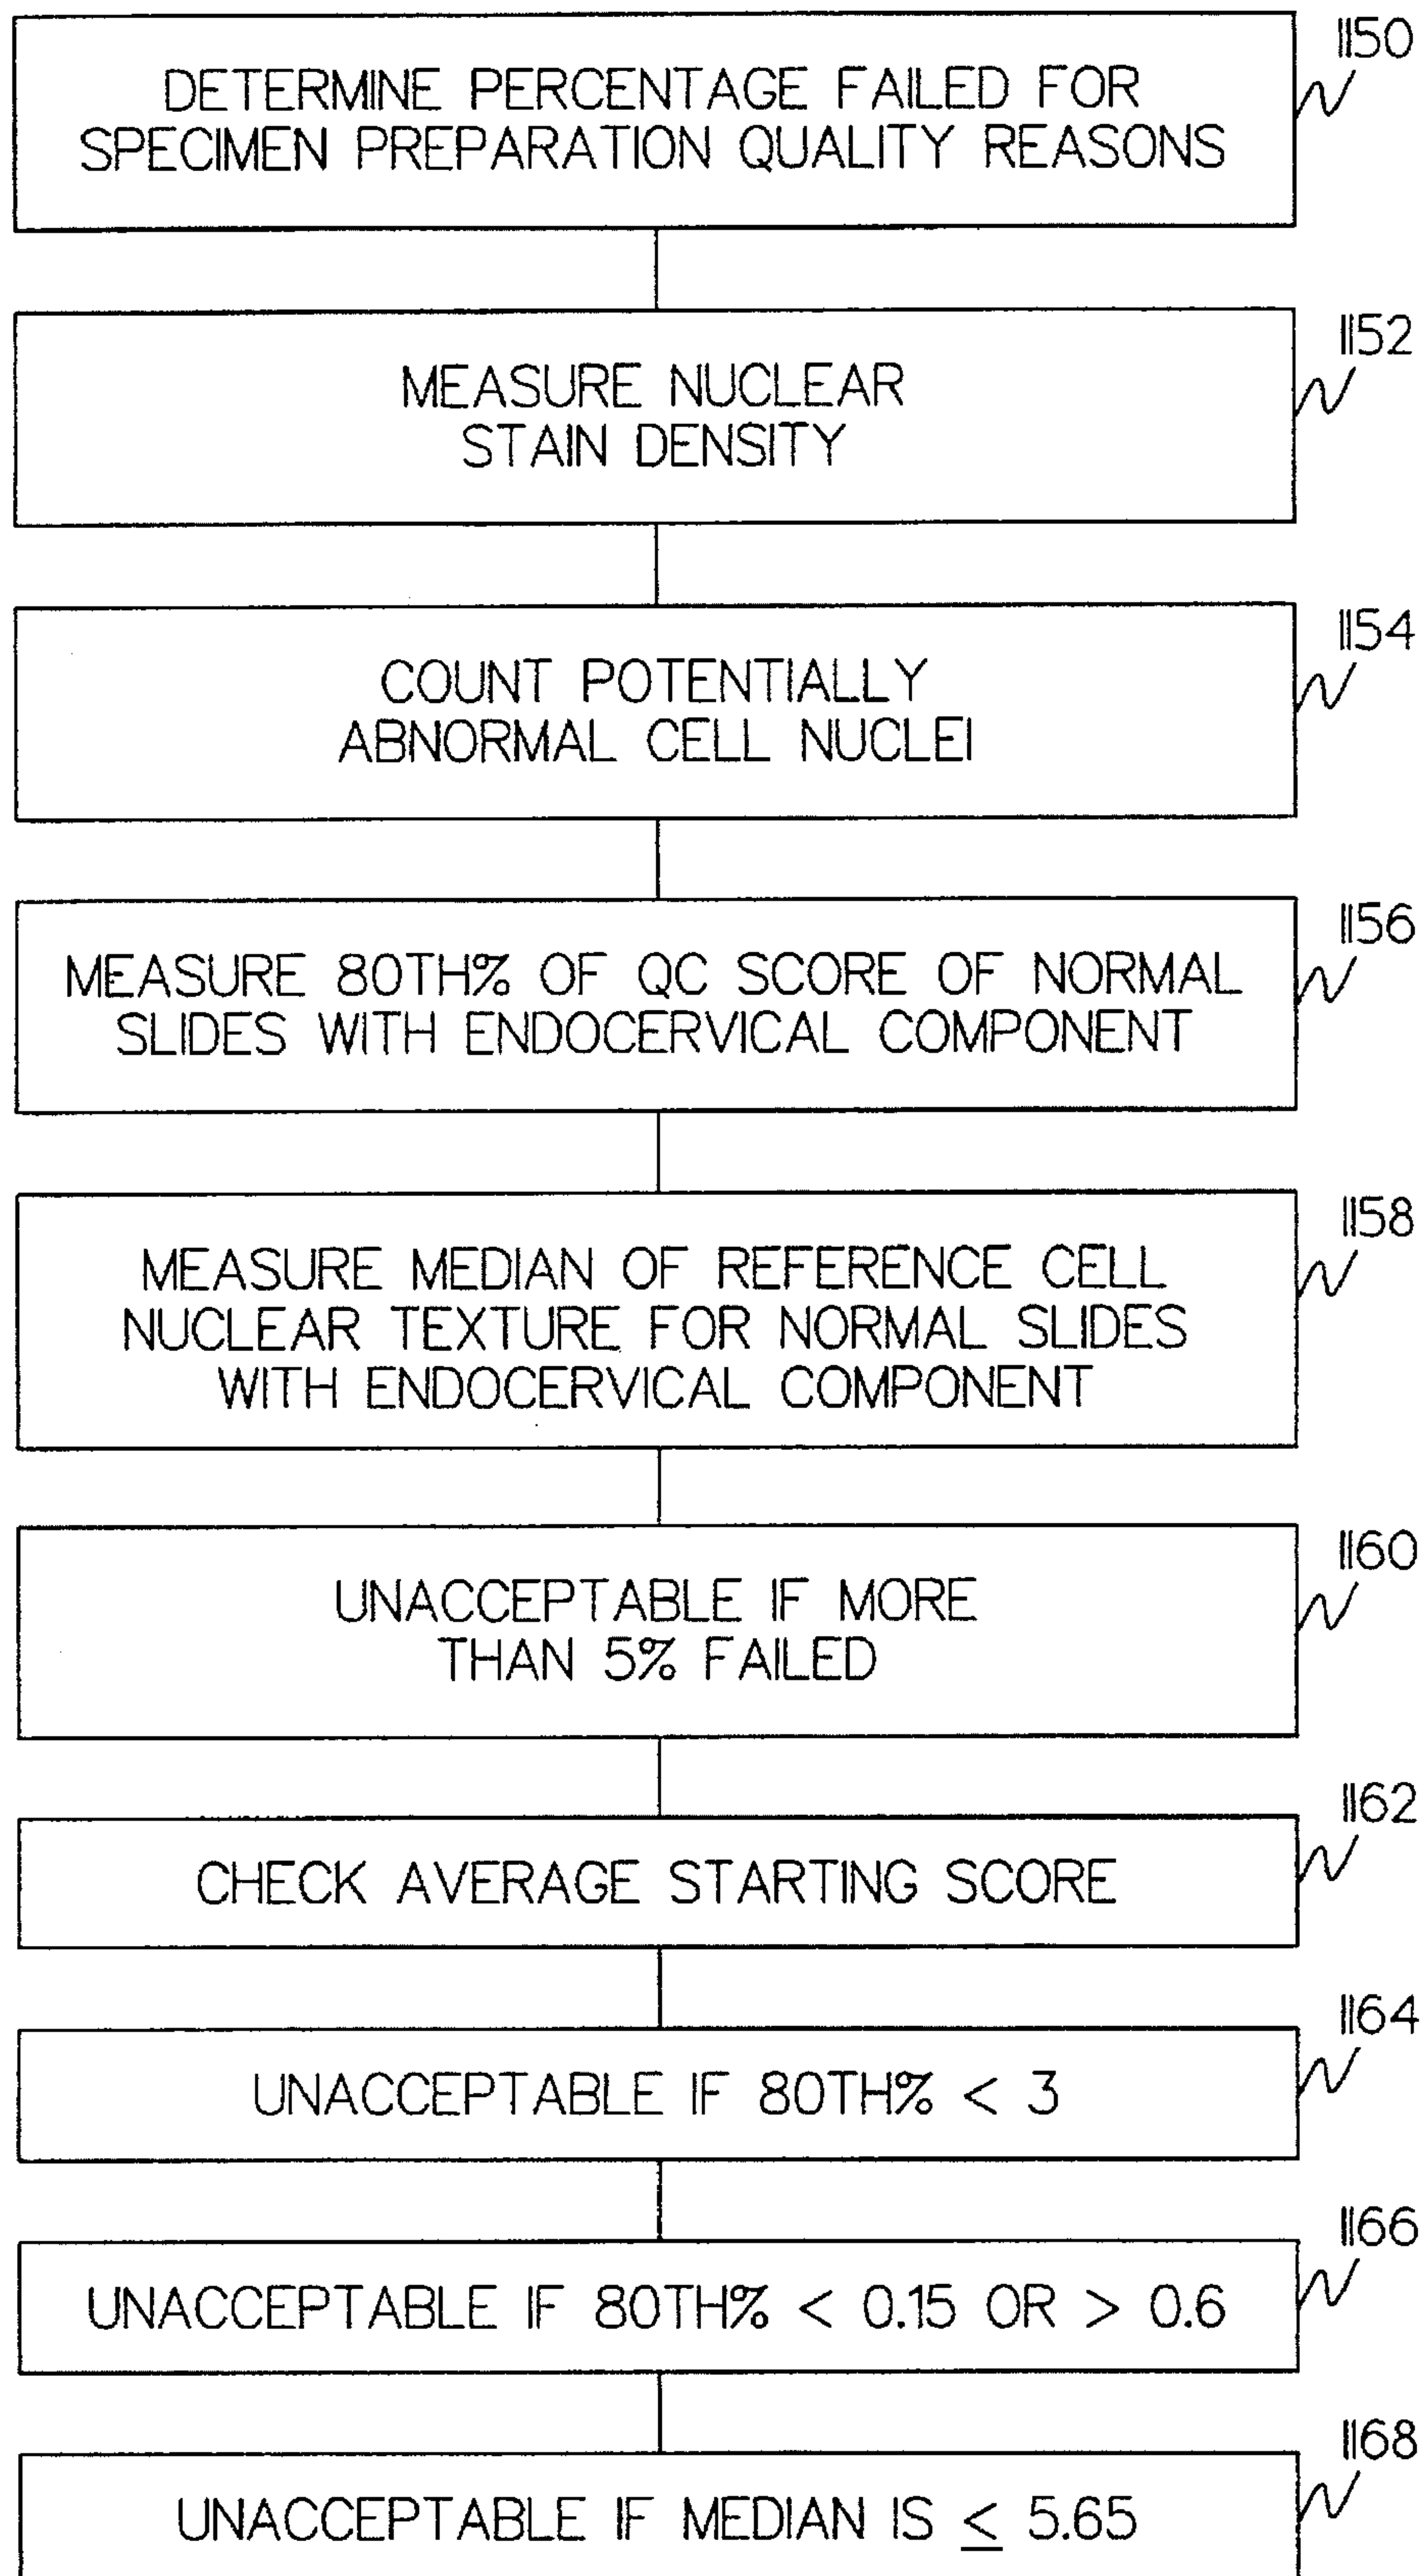 1150
DETERMINE PERCENTAGE FAILED FOR
SPECIMEN PREPARATION QUALITY REASONS
1152
MEASURE NUCLEAR
STAIN DENSITY
1154
COUNT POTENTIALLY
ABNORMAL CELL NUCLEI
1156
MEASURE 80TH% OF QC SCORE OF NORMAL
SLIDES WITH ENDOCERVICAL COMPONENT
1158
MEASURE MEDIAN OF REFERENCE CELL
NUCLEAR TEXTURE FOR NORMAL SLIDES
WITH ENDOCERVICAL COMPONENT
1160
UNACCEPTABLE IF MORE
THAN 5% FAILED
1162
CHECK AVERAGE STARTING SCORE
1164
UNACCEPTABLE IF 80TH% < 3
1166
UNACCEPTABLE IF 80TH% < 0.15 OR > 0.6
1168
UNACCEPTABLE IF MEDIAN IS ≤ 5.65